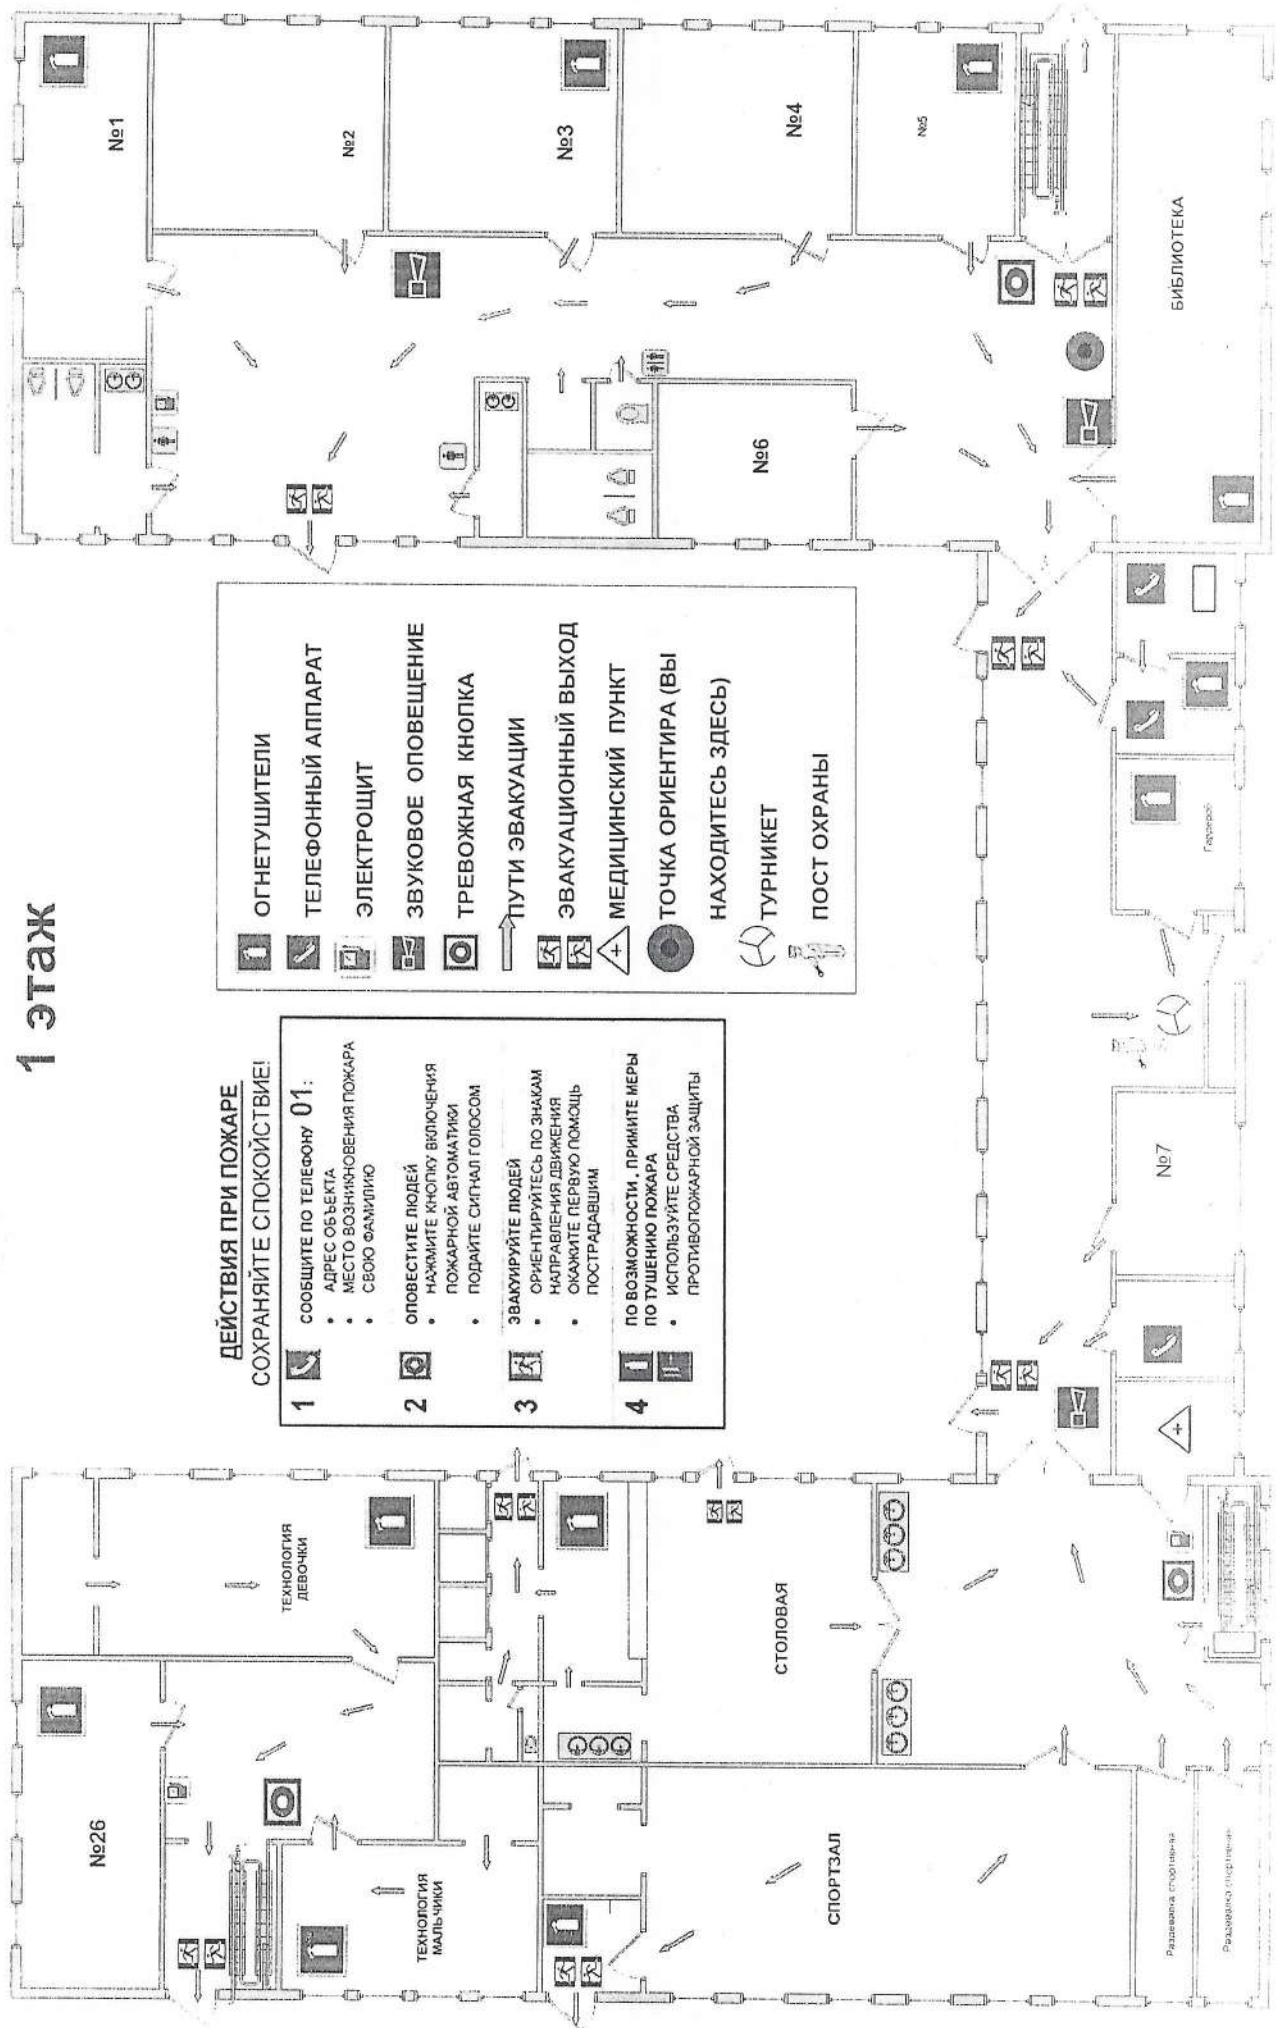 1 этаж
ДЕЙСТВИЯ ПРИ ПОЖАРЕ
СОХРАНЯЙТЕ СПОКОЙСТВИЕ!
1 СООБЩИТЕ ПО ТЕЛЕФОНУ 01:
• АДРЕС ОБЪЕКТА
• МЕСТО ВОЗНИКНОВЕНИЯ ПОЖАРА
• СВОЮ ФАМИЛИЮ
2 ОПОВЕСТИТЕ ЛЮДЕЙ
• НАЖМИТЕ КНОПКУ ВКЛЮЧЕНИЯ
ПОЖАРНОЙ АВТОМАТИКИ
• ПОДАЙТЕ СИГНАЛ ГОЛОСОМ
3 ЭВАКУИРУЙТЕ ЛЮДЕЙ
• ОРИЕНТИРУЙТЕСЬ ПО ЗНАКАМ
НАПРАВЛЕНИЯ ДВИЖЕНИЯ
• ОКАЖИТЕ ПЕРВУЮ ПОМОЩЬ
ПОСТРАДАВШИМ
4 ПО ВОЗМОЖНОСТИ , ПРИМИТЕ МЕРЫ
ПО ТУШЕНИЮ ПОЖАРА
• ИСПОЛЬЗУЙТЕ СРЕДСТВА
ПРОТИВОПОЖАРНОЙ ЗАЩИТЫ
ОГНЕТУШИТЕЛИ
ТЕЛЕФОННЫЙ АППАРАТ
ЭЛЕКТРОЩИТ
ЗВУКОВОЕ ОПОВЕЩЕНИЕ
ТРЕВОЖНАЯ КНОПКА
ПУТИ ЭВАКУАЦИИ
ЭВАКУАЦИОННЫЙ ВЫХОД
МЕДИЦИНСКИЙ ПУНКТ
ТОЧКА ОРИЕНТИРА (ВЫ
НАХОДИТЕСЬ ЗДЕСЬ)
ТУРНИКЕТ
ПОСТ ОХРАНЫ
№26
ТЕХНОЛОГИЯ
ДЕВОЧКИ
ТЕХНОЛОГИЯ
МАЛЬЧИКИ
СТОЛОВАЯ
СПОРТЗАЛ
Раздевалка спортивная
Раздевалка спортивная
№7
Гардероб
№1
№2
№3
№4
№5
№6
БИБЛИОТЕКА